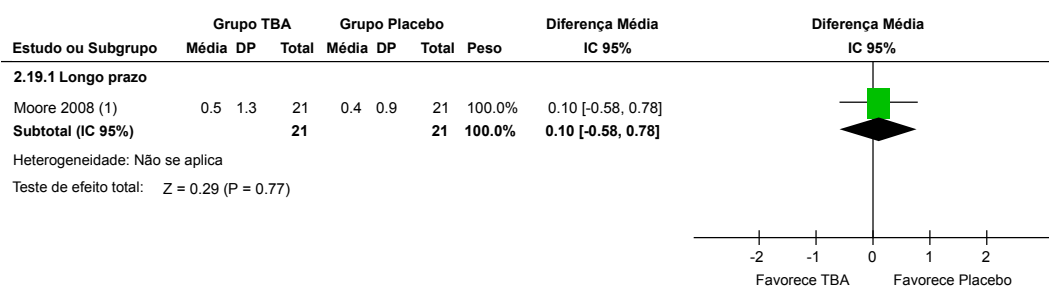 Grupo TBA Grupo Placebo Diferença Média Diferença Média
Estudo ou Subgrupo Média DP Total Média DP Total Peso IC 95% IC 95%
2.19.1 Longo prazo
Moore 2008 (1) 0.5 1.3 21 0.4 0.9 21 100.0% 0.10 [-0.58, 0.78]
Subtotal (IC 95%) 21 21 100.0% 0.10 [-0.58, 0.78]
Heterogeneidade: Não se aplica
Teste de efeito total: Z = 0.29 (P = 0.77)
-2 -1 0 1 2
Favorece TBA Favorece Placebo